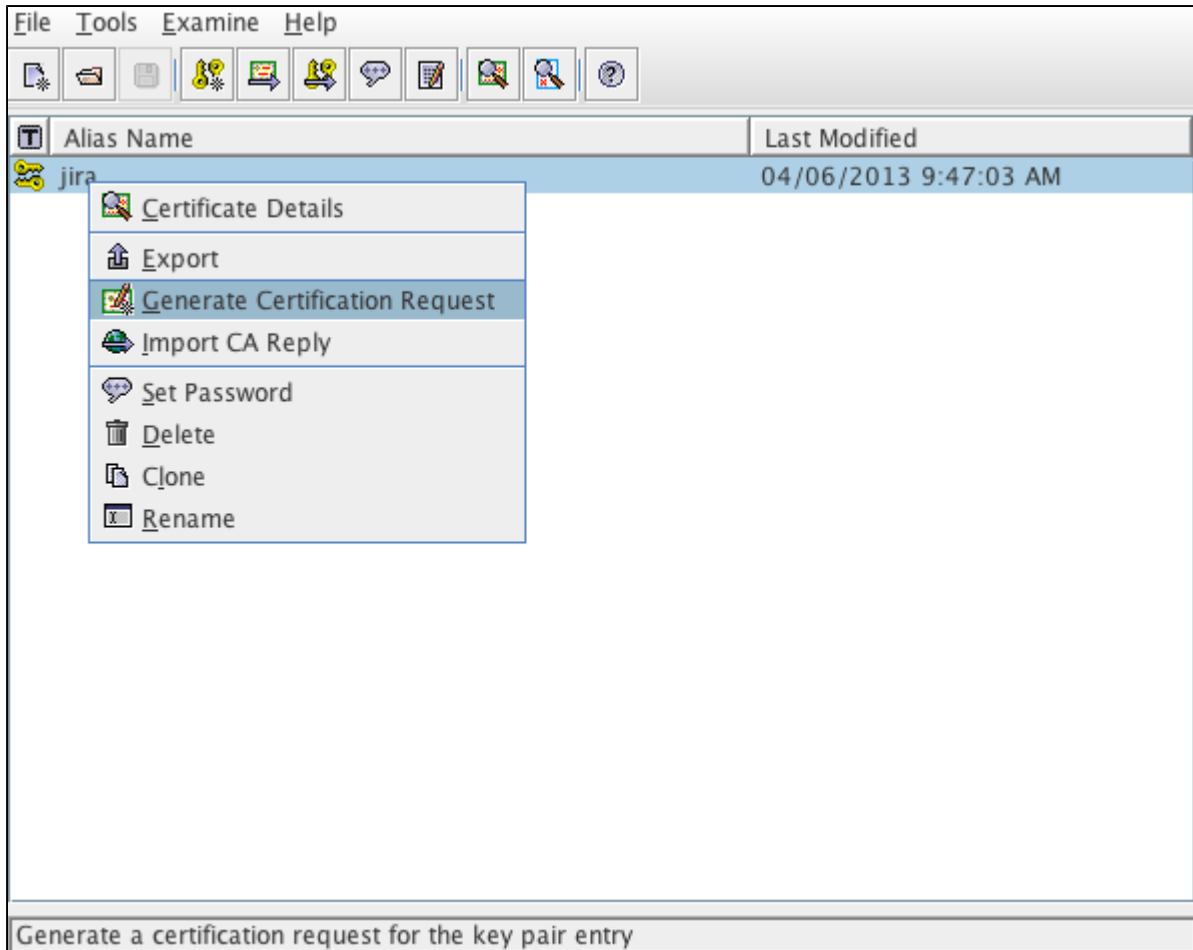 File Tools Examine Help
T Alias Name Last Modified
jira 04/06/2013 9:47:03 AM
Certificate Details
Export
Generate Certification Request
Import CA Reply
Set Password
Delete
Clone
Rename
Generate a certification request for the key pair entry